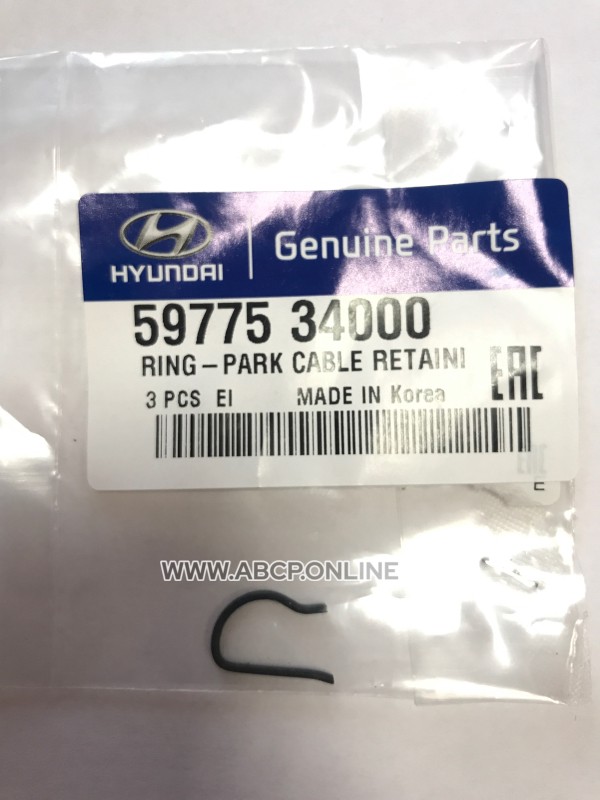 HYUNDAI
Genuine Parts
59775 34000
RING-PARK CABLE RETAINI
EAC
3 PCS EI MADE IN Korea
WWW.ABCP.ONLINE